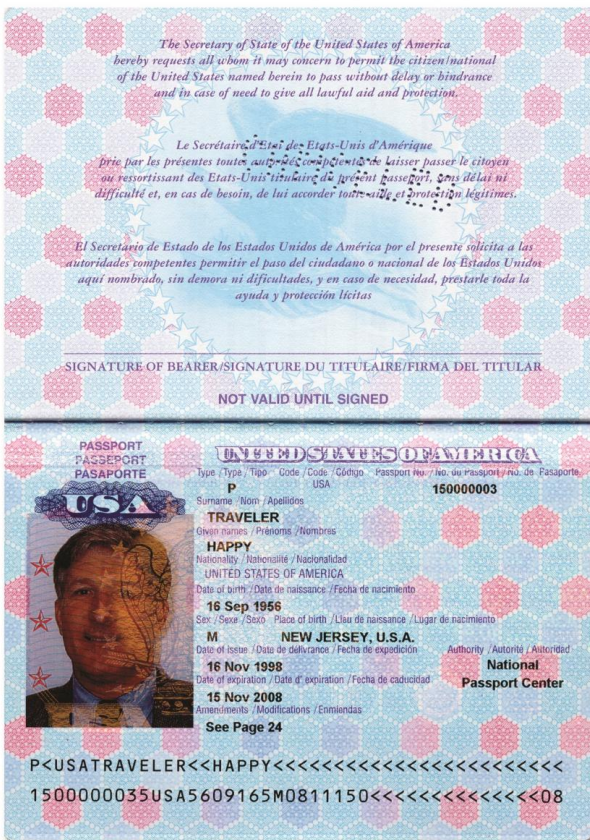 The Secretary of State of the United States of America
hereby requests all whom it may concern to permit the citizen/national
of the United States named herein to pass without delay or hindrance
and in case of need to give all lawful aid and protection.
Le Secrétaire d'Etat des Etats-Unis d'Amérique
prie par les présentes toutes autorités compétentes de laisser passer le citoyen
ou ressortissant des Etats-Unis titulaire du présent passeport, sans délai ni
difficulté et, en cas de besoin, de lui accorder toute aide et protection légitimes.
El Secretario de Estado de los Estados Unidos de América por el presente solicita a las
autoridades competentes permitir el paso del ciudadano o nacional de los Estados Unidos
aquí nombrado, sin demora ni dificultades, y en caso de necesidad, prestarle toda la
ayuda y protección lícitas
SIGNATURE OF BEARER/SIGNATURE DU TITULAIRE/FIRMA DEL TITULAR
NOT VALID UNTIL SIGNED
PASSPORT
PASSEPORT
PASAPORTE
USA
UNITED STATES OF AMERICA
Type / Type / Tipo Code / Code / Código Passport No. / No. du Passport / No. de Pasaporte
P USA 150000003
Surname / Nom / Apellidos
TRAVELER
Given names / Prénoms / Nombres
HAPPY
Nationality / Nationalité / Nacionalidad
UNITED STATES OF AMERICA
Date of birth / Date de naissance / Fecha de nacimiento
16 Sep 1956
Sex / Sexe / Sexo Place of birth / Lieu de naissance / Lugar de nacimiento
M NEW JERSEY, U.S.A.
Date of issue / Date de délivrance / Fecha de expedición Authority / Autorité / Autoridad
16 Nov 1998 National
Date of expiration / Date d'expiration / Fecha de caducidad Passport Center
15 Nov 2008
Amendments / Modifications / Enmiendas
See Page 24
P<USATRAVELER<<HAPPY<<<<<<<<<<<<<<<<<<<<<<<<
1500000035USA5609165M0811150<<<<<<<<<<<<<<08